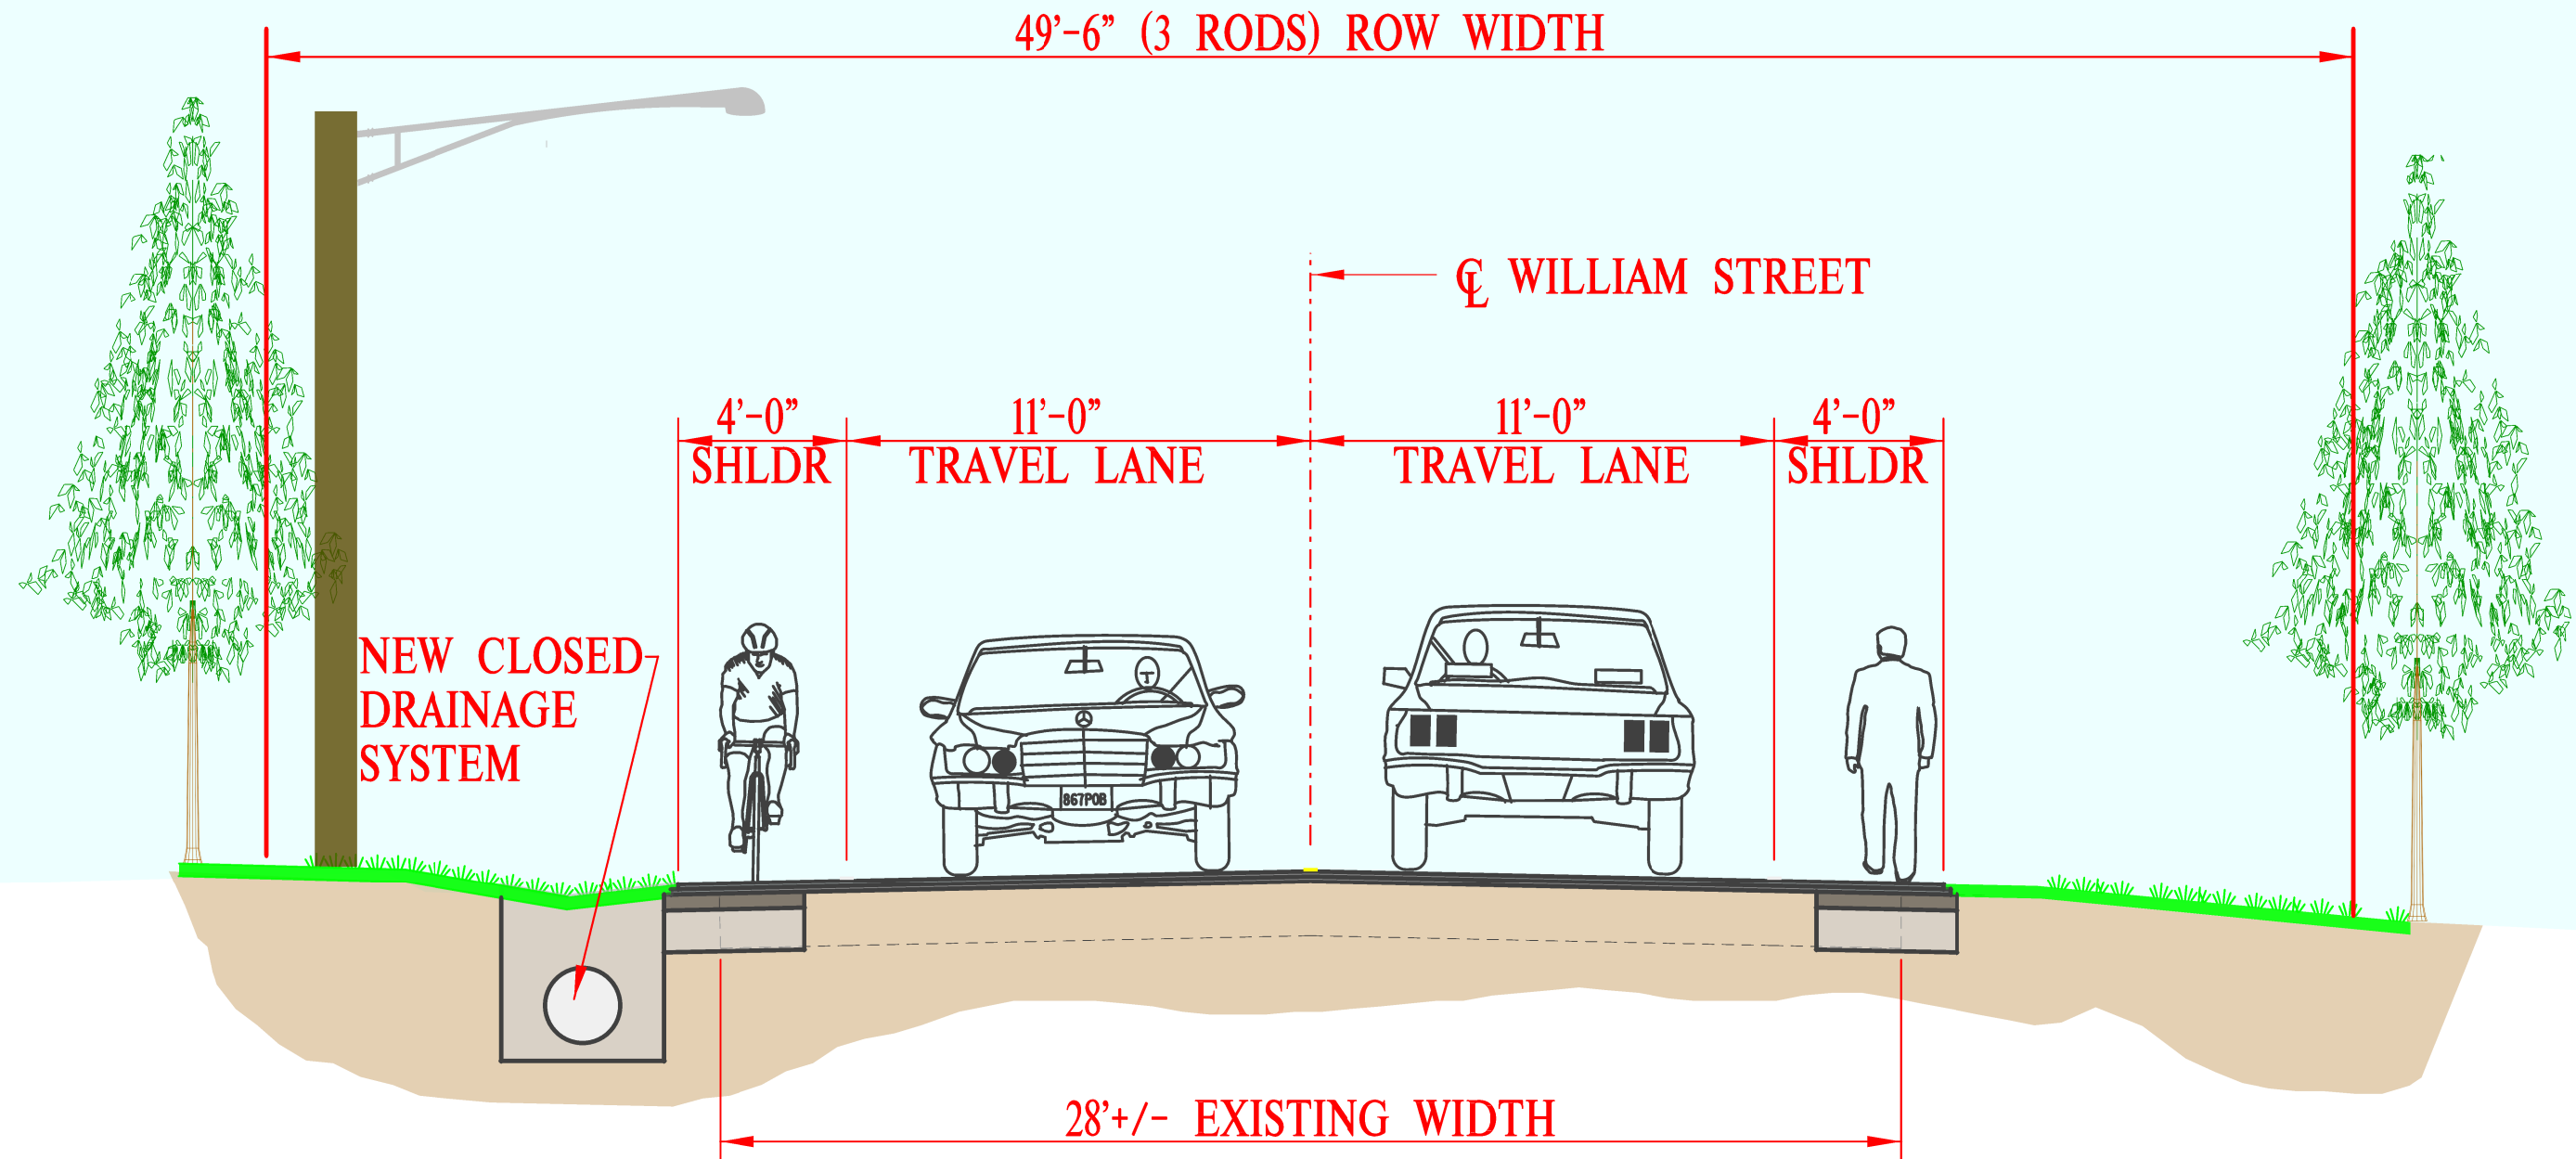 49'-6" (3 RODS) ROW WIDTH
℄ WILLIAM STREET
4'-0" 11'-0" 11'-0" 4'-0"
SHLDR TRAVEL LANE TRAVEL LANE SHLDR
NEW CLOSED
DRAINAGE
SYSTEM
867POB
28'+/- EXISTING WIDTH